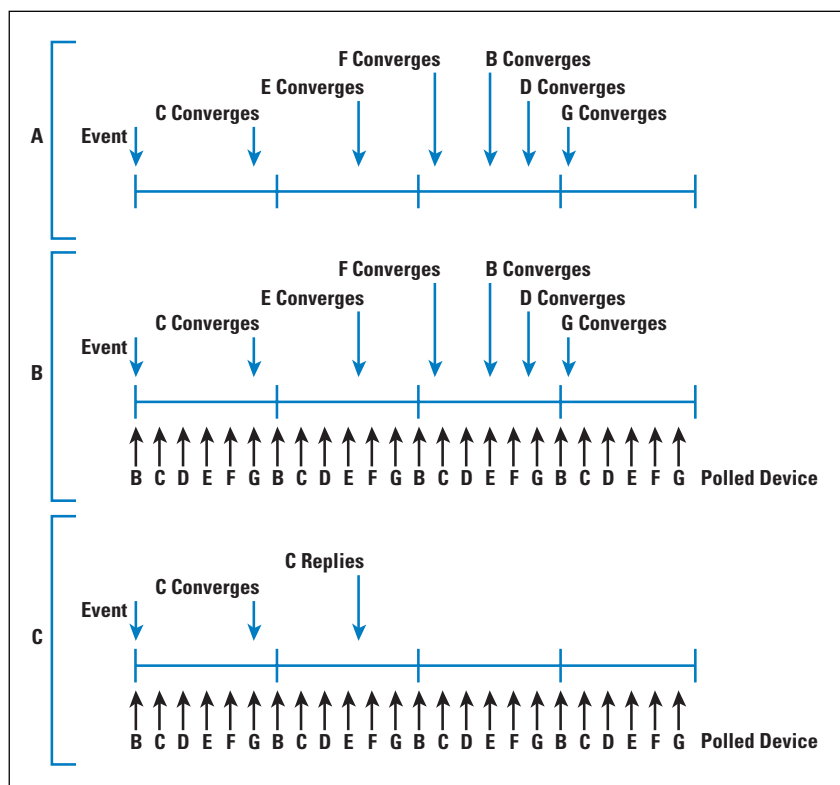 F Converges B Converges
E Converges D Converges
C Converges G Converges
Event
A
F Converges B Converges
E Converges D Converges
C Converges G Converges
Event
B
B C D E F G B C D E F G B C D E F G B C D E F G Polled Device
C Replies
C Converges
Event
C
B C D E F G B C D E F G B C D E F G B C D E F G Polled Device